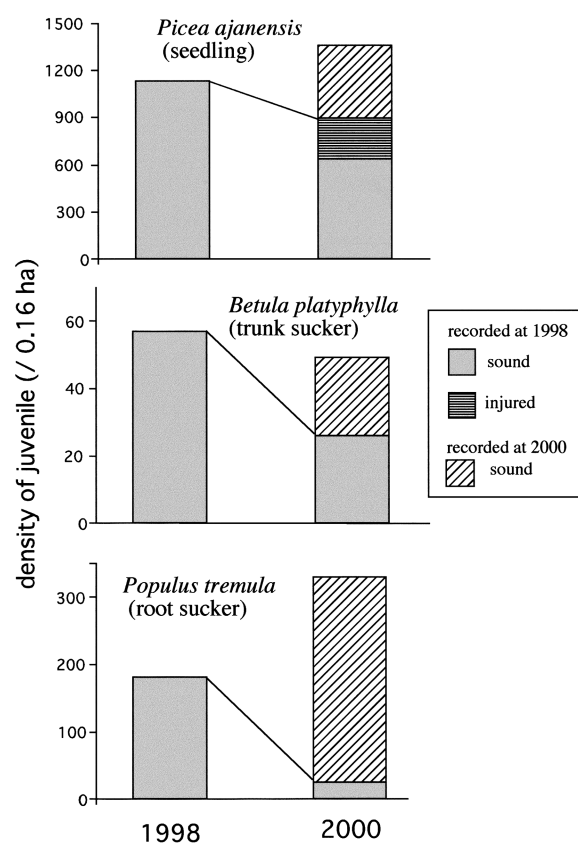 Picea ajanensis
(seedling)
1500
1200
900
600
300
0
density of juvenile (/ 0.16 ha)
Betula platyphylla
(trunk sucker)
60
40
20
0
recorded at 1998
sound
injured
recorded at 2000
sound
Populus tremula
(root sucker)
300
200
100
0
1998
2000